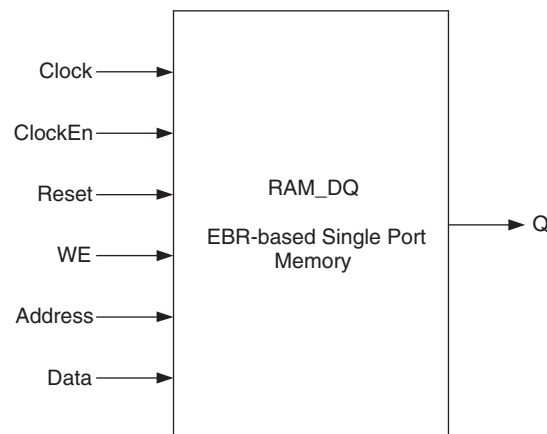 Clock
ClockEn
Reset
WE
Address
Data
RAM_DQ
EBR-based Single Port
Memory
Q